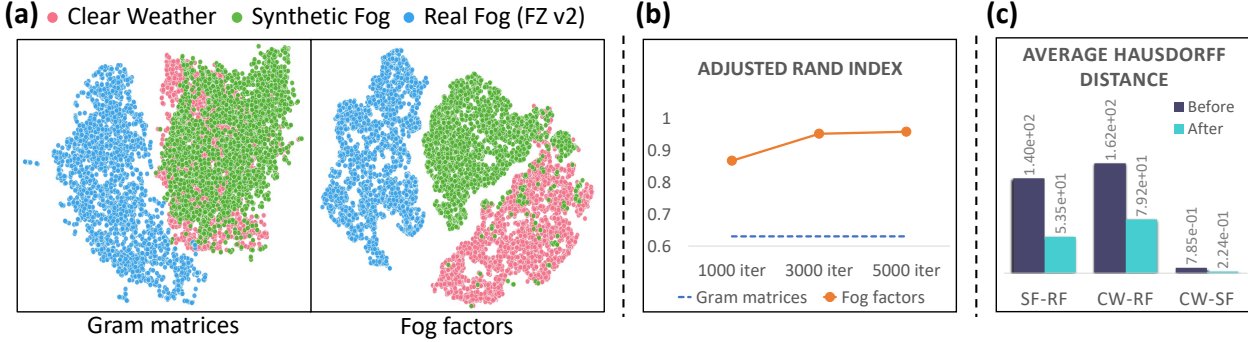 (a) Clear Weather Synthetic Fog Real Fog (FZ v2)
Gram matrices
Fog factors
(b)
ADJUSTED RAND INDEX
1
0.9
0.8
0.7
0.6
1000 iter 3000 iter 5000 iter
Gram matrices Fog factors
(c)
AVERAGE HAUSDORFF
DISTANCE
Before
After
1.40e+02
5.35e+01
1.62e+02
7.92e+01
7.85e-01
2.24e-01
SF-RF CW-RF CW-SF